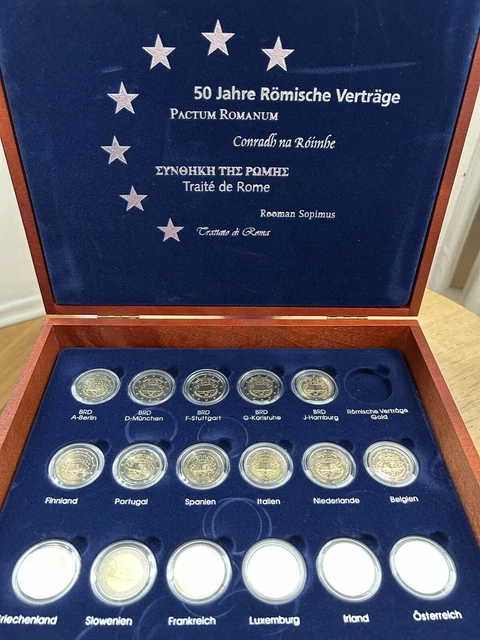 50 Jahre Römische Verträge
PACTUM ROMANUM
Conradh na Róimhe
ΣΥΝΘΗΚΗ ΤΗΣ ΡΩΜΗΣ
Traité de Rome
Rooman Sopimus
Trattato di Roma
BRD
A-Berlin
BRD
D-München
BRD
F-Stuttgart
BRD
G-Karlsruhe
BRD
J-Hamburg
Römische Verträge
Gold
Finnland
Portugal
Spanien
Italien
Niederlande
Belgien
riechenland
Slowenien
Frankreich
Luxemburg
Irland
Österreich